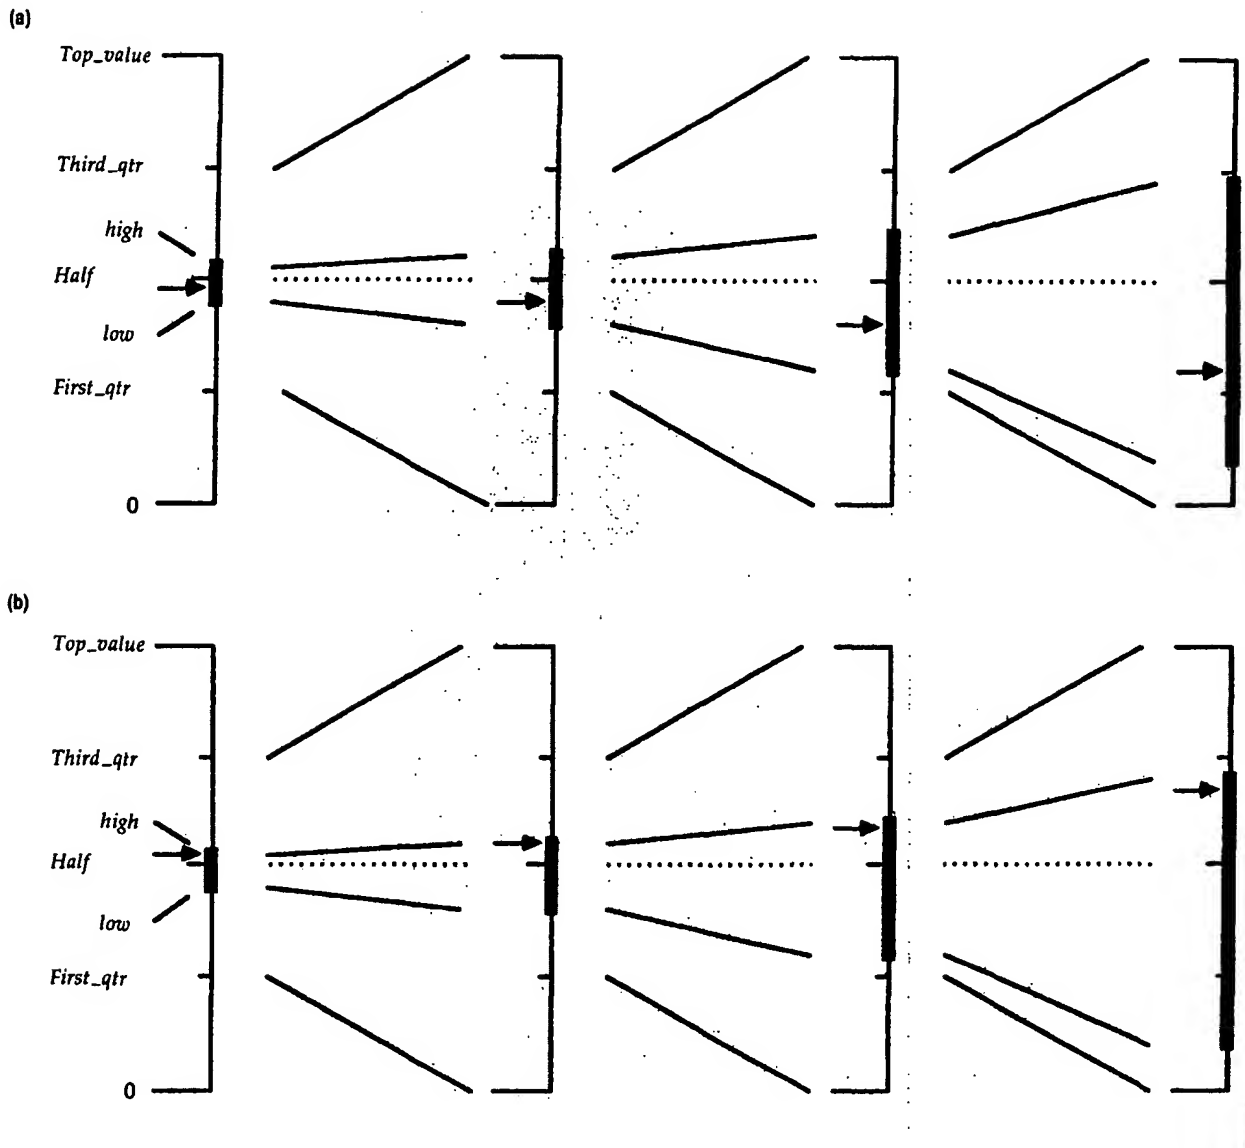 (a)
Top_value
Third_qtr
high
Half
low
First_qtr
0
(b)
Top_value
Third_qtr
high
Half
low
First_qtr
0